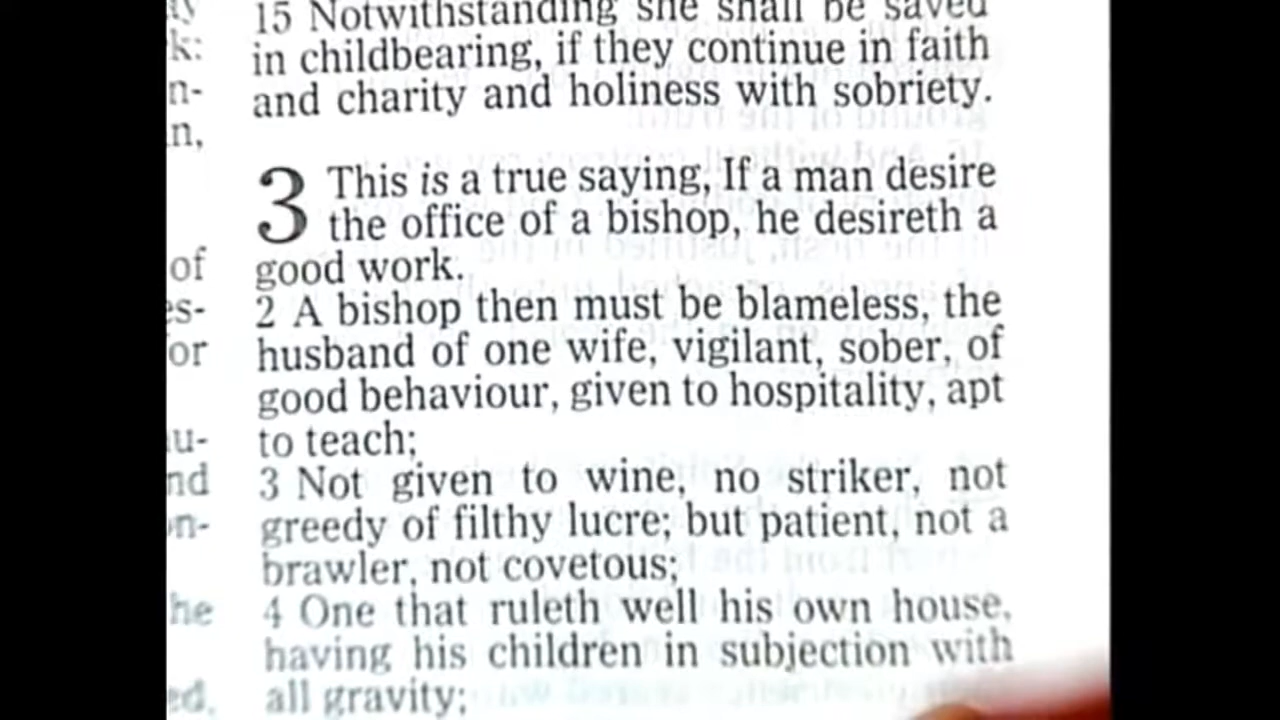 15 Notwithstanding she shall be saved
in childbearing, if they continue in faith
and charity and holiness with sobriety.
3 This is a true saying, If a man desire
the office of a bishop, he desireth a
good work.
2 A bishop then must be blameless, the
husband of one wife, vigilant, sober, of
good behaviour, given to hospitality, apt
to teach;
3 Not given to wine, no striker, not
greedy of filthy lucre; but patient, not a
brawler, not covetous;
4 One that ruleth well his own house,
having his children in subjection with
all gravity;